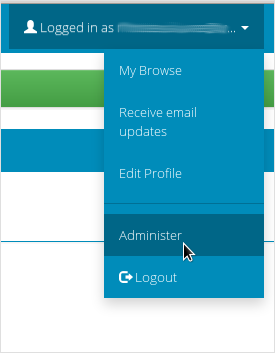 Logged in as ...
My Browse
Receive email
updates
Edit Profile
Administer
Logout